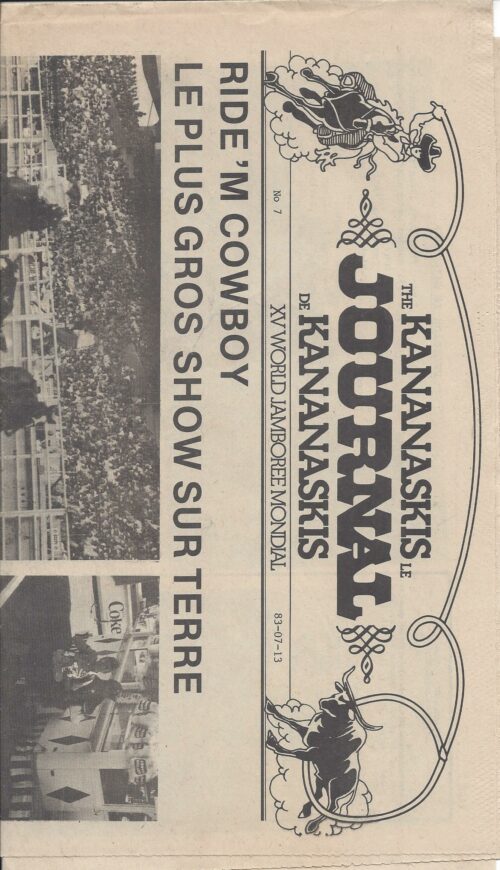 THE KANANASKIS LE
JOURNAL
DE KANANASKIS
No 7
XV WORLD JAMBOREE MONDIAL
83-07-13
RIDE 'M COWBOY
LE PLUS GROS SHOW SUR TERRE
Coke